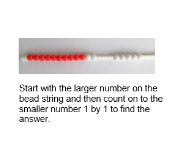 Start with the larger number on the
bead string and then count on to the
smaller number 1 by 1 to find the
answer.